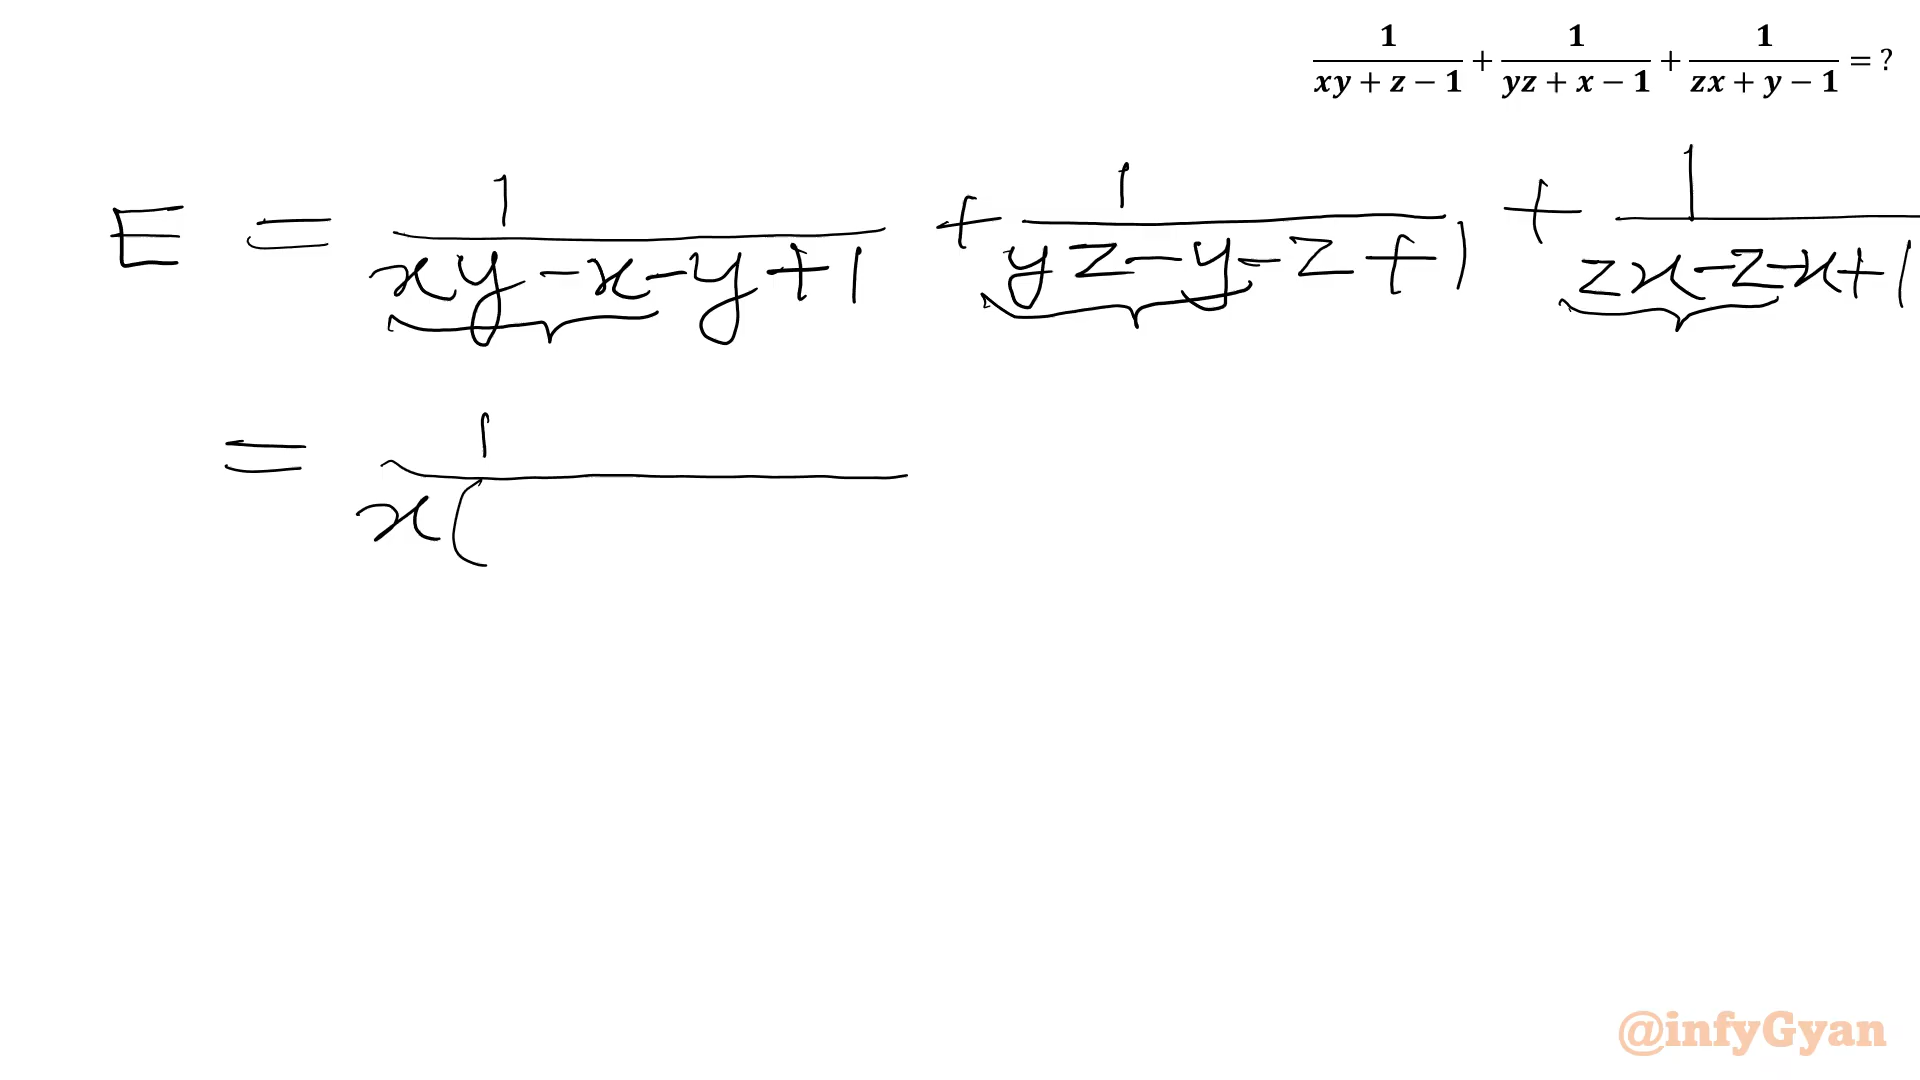 1/(xy + z − 1) + 1/(yz + x − 1) + 1/(zx + y − 1) = ?
E = 1/(xy-x-y+1) + 1/(yz-y-z+1) + 1/(zx-z-x+1
= 1/x(
@infyGyan